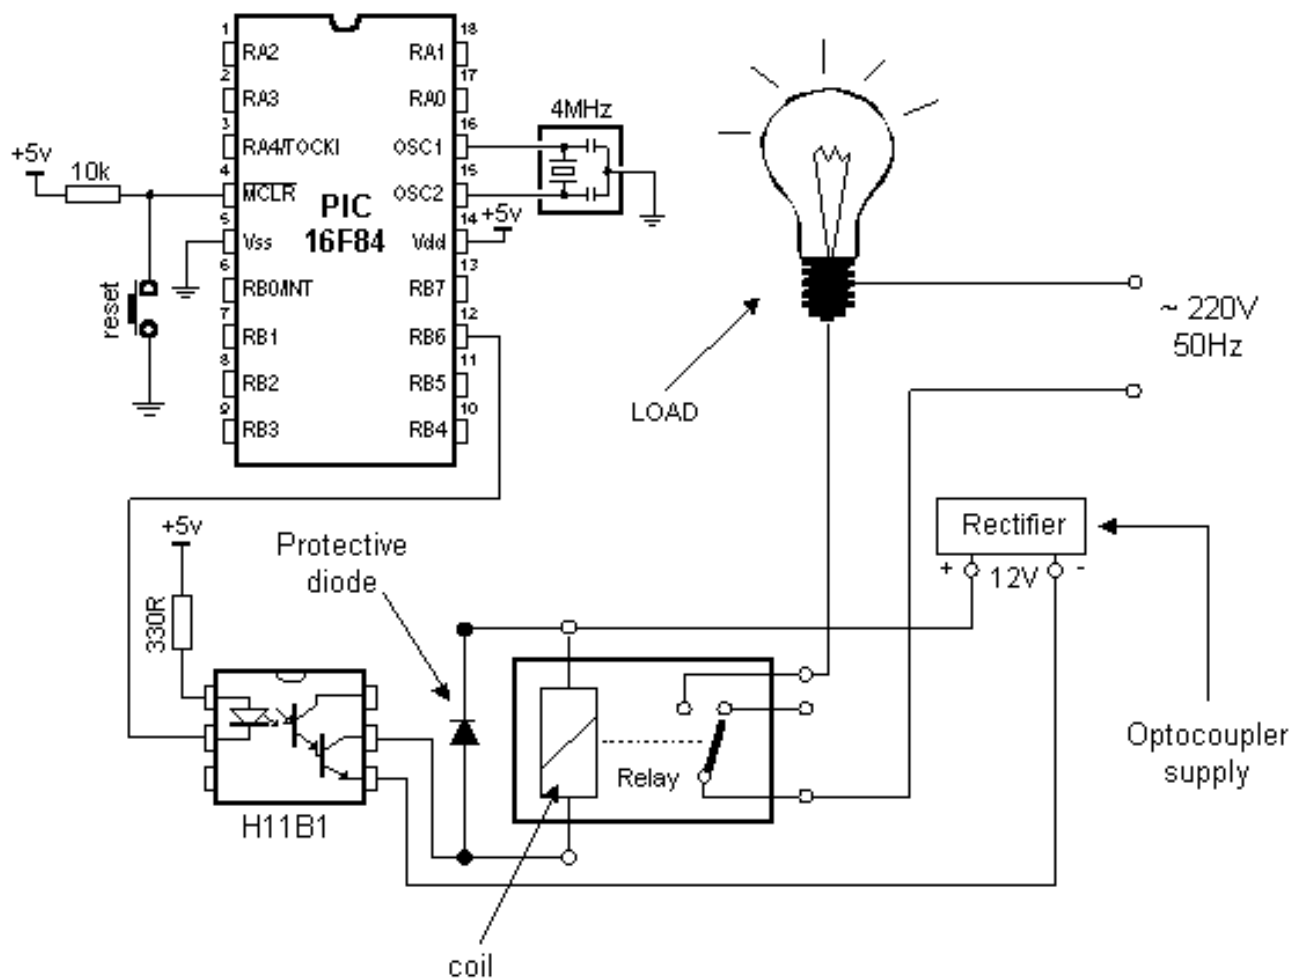 1
RA2
2
RA3
3
RA4/TOCKI
4
MCLR
5
Vss
6
RB0/INT
7
RB1
8
RB2
9
RB3
18
RA1
17
RA0
16
OSC1
15
OSC2
14
Vdd
13
RB7
12
RB6
11
RB5
10
RB4
PIC
16F84
+5v
10k
reset
4MHz
+5v
LOAD
~ 220V
50Hz
+5v
330R
H11B1
Protective
diode
Relay
coil
Rectifier
+ 12V -
Optocoupler
supply